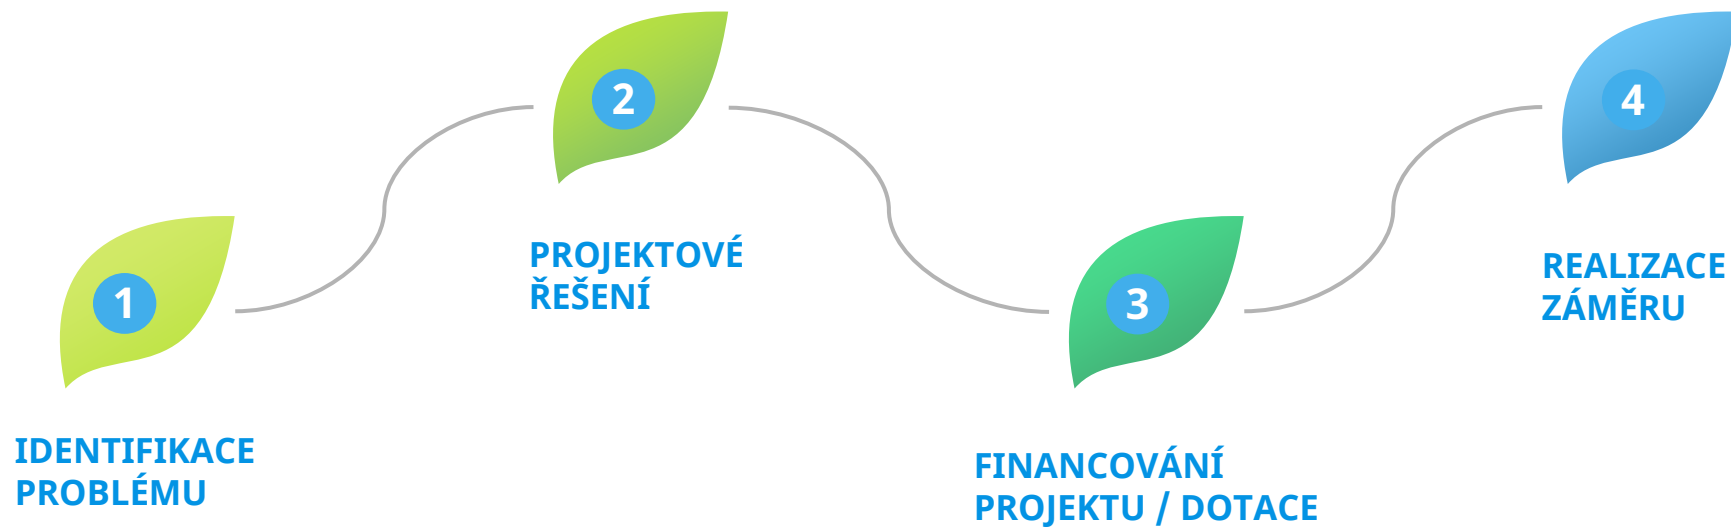 1
IDENTIFIKACE
PROBLÉMU
2
PROJEKTOVÉ
ŘEŠENÍ
3
FINANCOVÁNÍ
PROJEKTU / DOTACE
4
REALIZACE
ZÁMĚRU